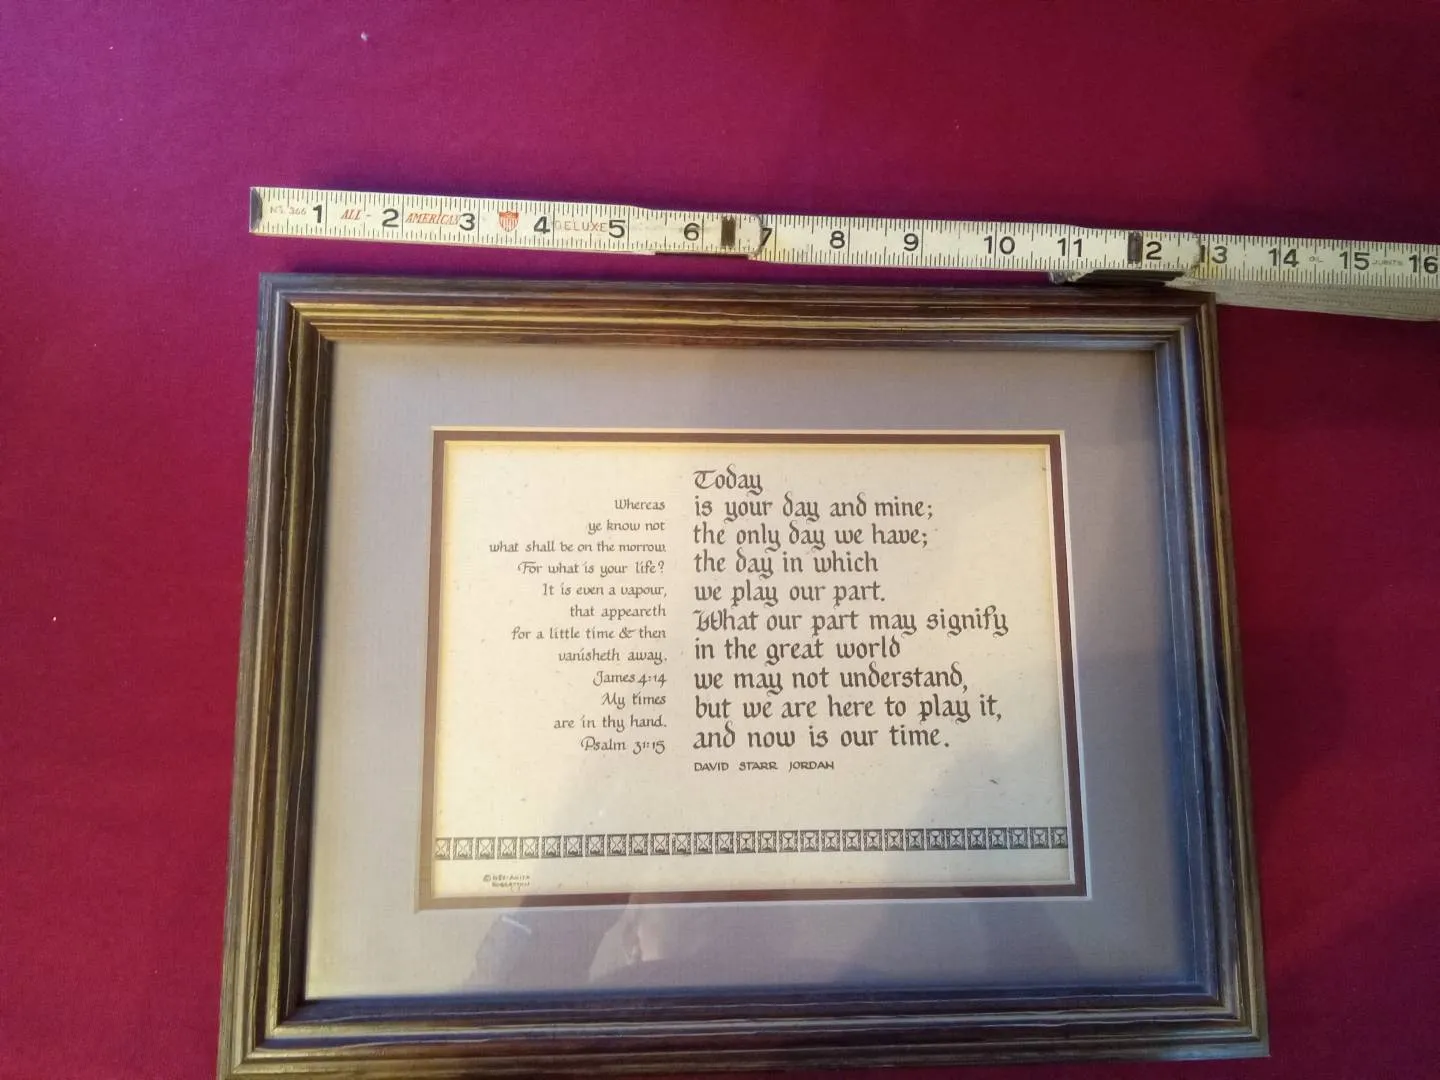 No. 366 1 ALL- 2 AMERICAN 3 4 DELUXE 5 6 7 8 9 10 11 12 13 14 OIL 15 JOINTS 16
Whereas
ye know not
what shall be on the morrow.
For what is your life?
It is even a vapour,
that appeareth
for a little time & then
vanisheth away.
James 4:14
My times
are in thy hand.
Psalm 31:15
Today
is your day and mine;
the only day we have;
the day in which
we play our part.
What our part may signify
in the great world
we may not understand,
but we are here to play it,
and now is our time.
DAVID STARR JORDAN
ROBERTSON